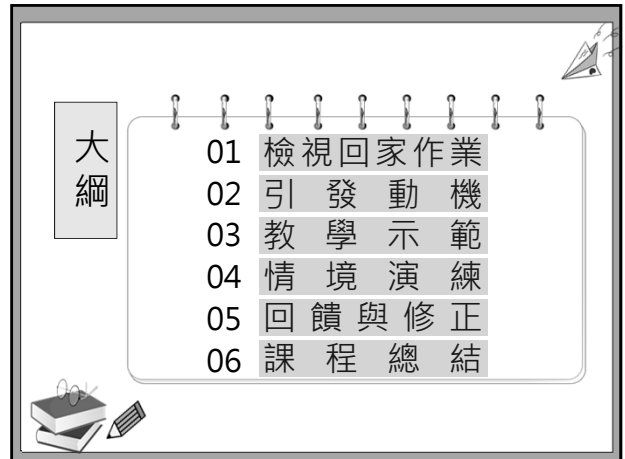 大綱
01 檢視回家作業
02 引發動機
03 教學示範
04 情境演練
05 回饋與修正
06 課程總結